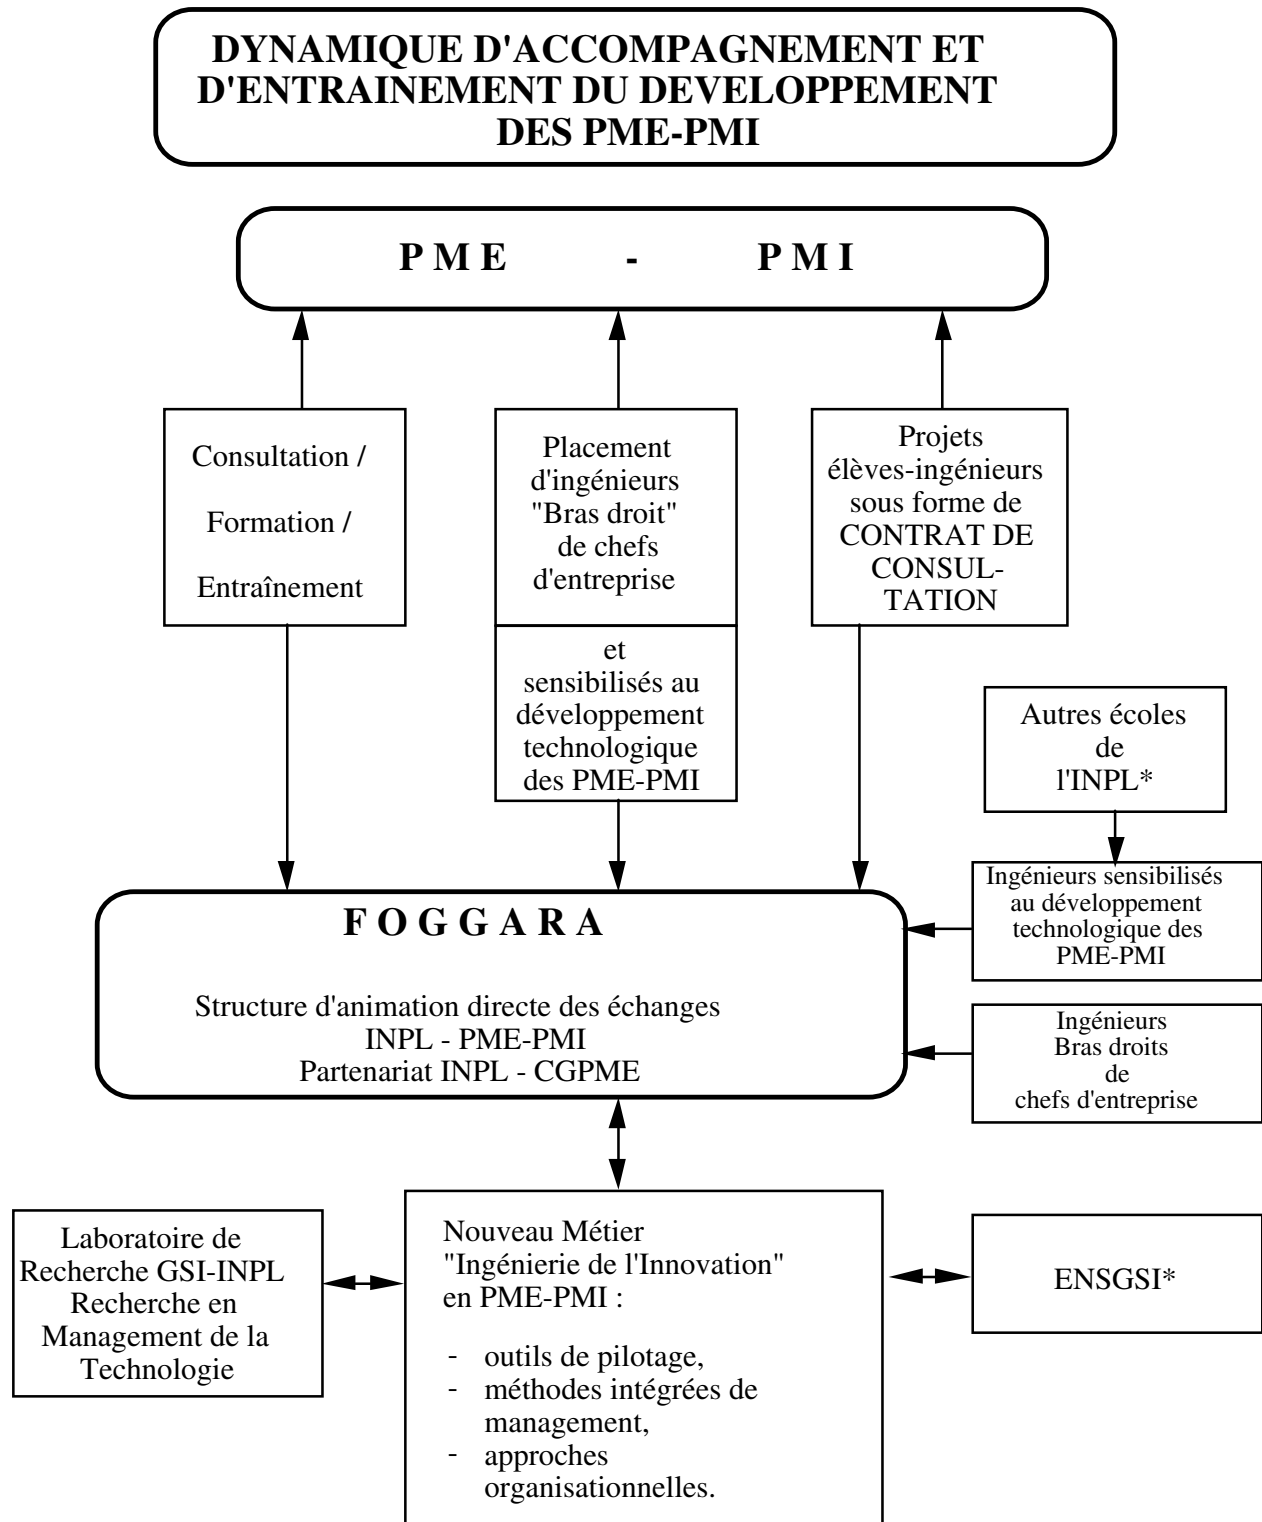 DYNAMIQUE D'ACCOMPAGNEMENT ET
D'ENTRAINEMENT DU DEVELOPPEMENT
DES PME-PMI
P M E - P M I
Consultation /
Formation /
Entraînement
Placement
d'ingénieurs
"Bras droit"
de chefs
d'entreprise
et
sensibilisés au
développement
technologique
des PME-PMI
Projets
élèves-ingénieurs
sous forme de
CONTRAT DE
CONSUL-
TATION
Autres écoles
de
l'INPL*
Ingénieurs sensibilisés
au développement
technologique des
PME-PMI
F O G G A R A
Structure d'animation directe des échanges
INPL - PME-PMI
Partenariat INPL - CGPME
Ingénieurs
Bras droits
de
chefs d'entreprise
Laboratoire de
Recherche GSI-INPL
Recherche en
Management de la
Technologie
Nouveau Métier
"Ingénierie de l'Innovation"
en PME-PMI :
- outils de pilotage,
- méthodes intégrées de
management,
- approches
organisationnelles.
ENSGSI*